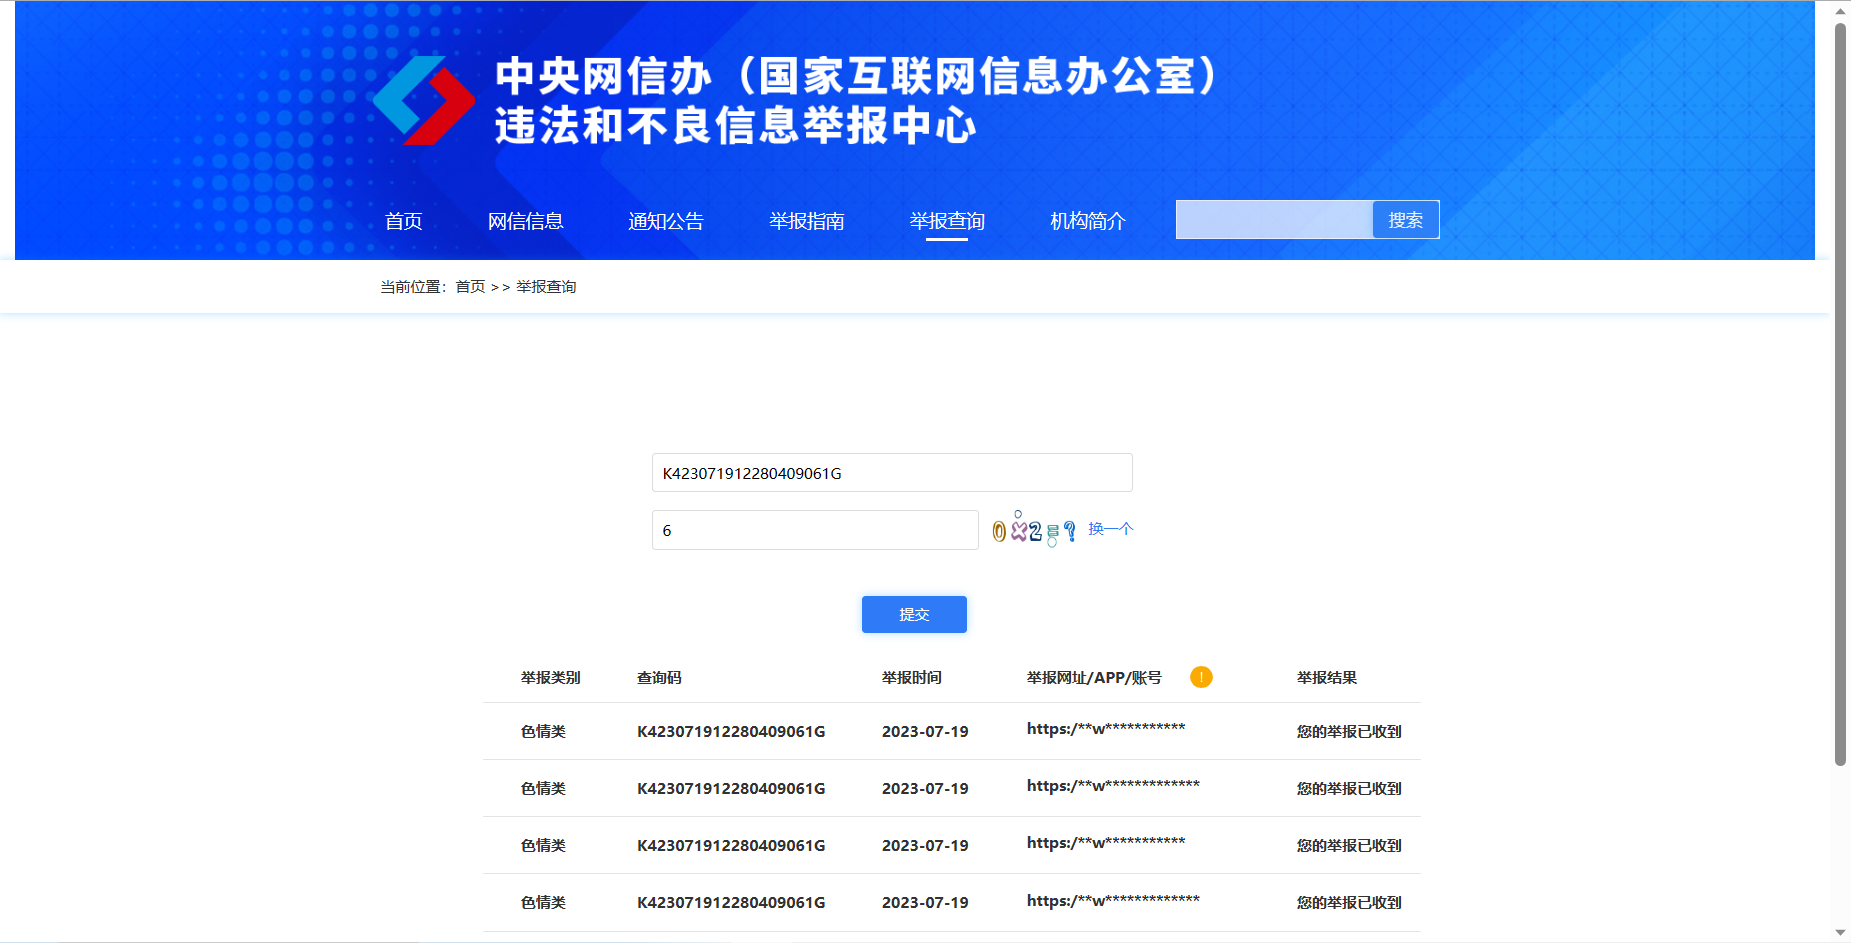 中央网信办（国家互联网信息办公室）
违法和不良信息举报中心
首页 网信信息 通知公告 举报指南 举报查询 机构简介 搜索
当前位置：首页 >> 举报查询
K423071912280409061G
6 0×2=? 换一个
提交
举报类别 查询码 举报时间 举报网址/APP/账号 ! 举报结果
色情类 K423071912280409061G 2023-07-19 https:/**w*********** 您的举报已收到
色情类 K423071912280409061G 2023-07-19 https:/**w************* 您的举报已收到
色情类 K423071912280409061G 2023-07-19 https:/**w*********** 您的举报已收到
色情类 K423071912280409061G 2023-07-19 https:/**w************* 您的举报已收到